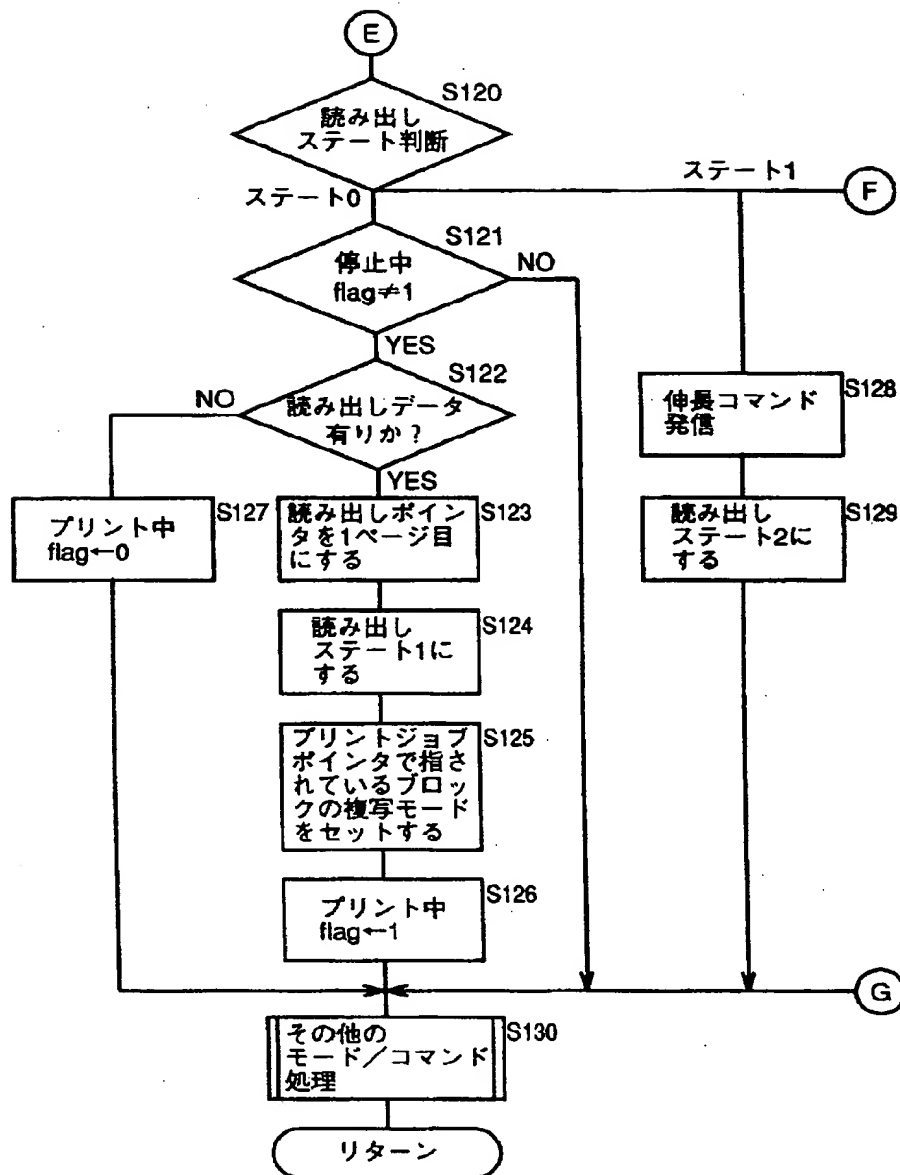 E
S120
読み出し
ステート判断
ステート0
ステート1
F
S121
停止中
flag≠1
NO
YES
S122
読み出しデータ
有りか？
NO
YES
S127
プリント中
flag←0
S123
読み出しポイン
タを1ページ目
にする
S128
伸長コマンド
発信
S129
読み出し
ステート2に
する
S124
読み出し
ステート1に
する
S125
プリントジョブ
ポインタで指さ
れているブロッ
クの複写モード
をセットする
S126
プリント中
flag←1
G
S130
その他の
モード／コマンド
処理
リターン